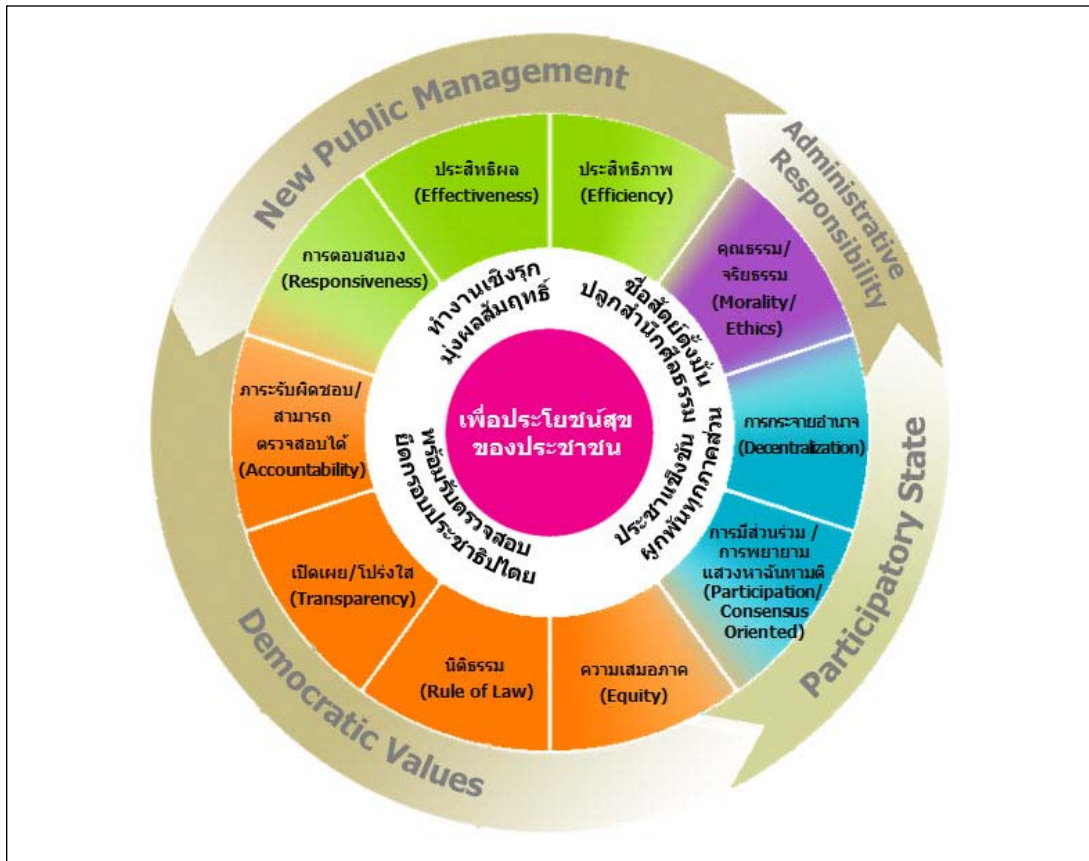 New Public Management
Administrative
Responsibility
Participatory State
Democratic Values
ประสิทธิผล
(Effectiveness)
ประสิทธิภาพ
(Efficiency)
คุณธรรม/
จริยธรรม
(Morality/
Ethics)
การกระจายอำนาจ
(Decentralization)
การมีส่วนร่วม /
การพยายาม
แสวงหาฉันทามติ
(Participation/
Consensus
Oriented)
ความเสมอภาค
(Equity)
นิติธรรม
(Rule of Law)
เปิดเผย/โปร่งใส
(Transparency)
ภาระรับผิดชอบ/
สามารถ
ตรวจสอบได้
(Accountability)
การตอบสนอง
(Responsiveness)
ทำงานเชิงรุก
มุ่งผลสัมฤทธิ์
ซื่อสัตย์ตั้งมั่น
ปลูกสำนึกศีลธรรม
ประชาแข็งขัน
ผูกพันทุกภาคส่วน
พร้อมรับตรวจสอบ
ยึดกรอบประชาธิปไตย
เพื่อประโยชน์สุข
ของประชาชน